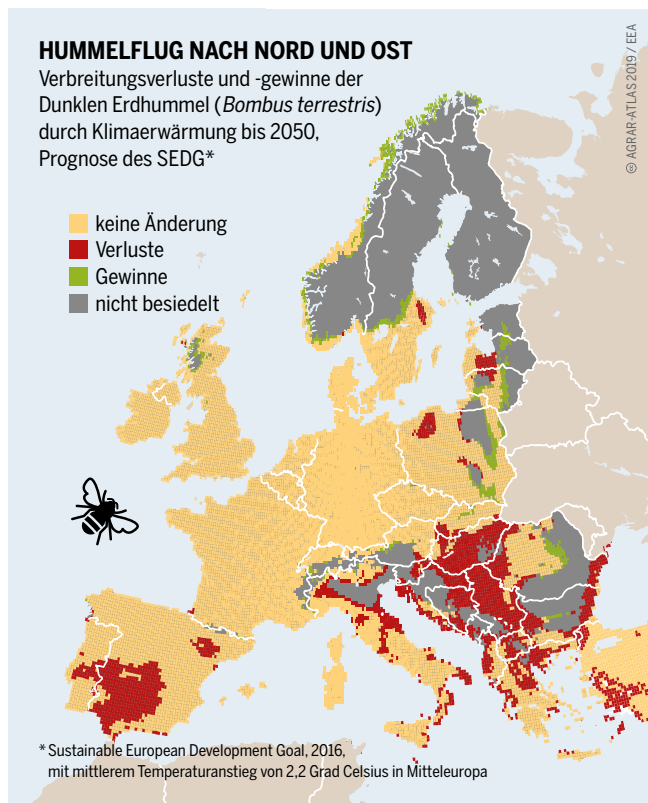 HUMMELFLUG NACH NORD UND OST
Verbreitungsverluste und -gewinne der
Dunklen Erdhummel (Bombus terrestris)
durch Klimaerwärmung bis 2050,
Prognose des SEDG*
keine Änderung
Verluste
Gewinne
nicht besiedelt
© AGRAR-ATLAS 2019 / EEA
* Sustainable European Development Goal, 2016,
mit mittlerem Temperaturanstieg von 2,2 Grad Celsius in Mitteleuropa